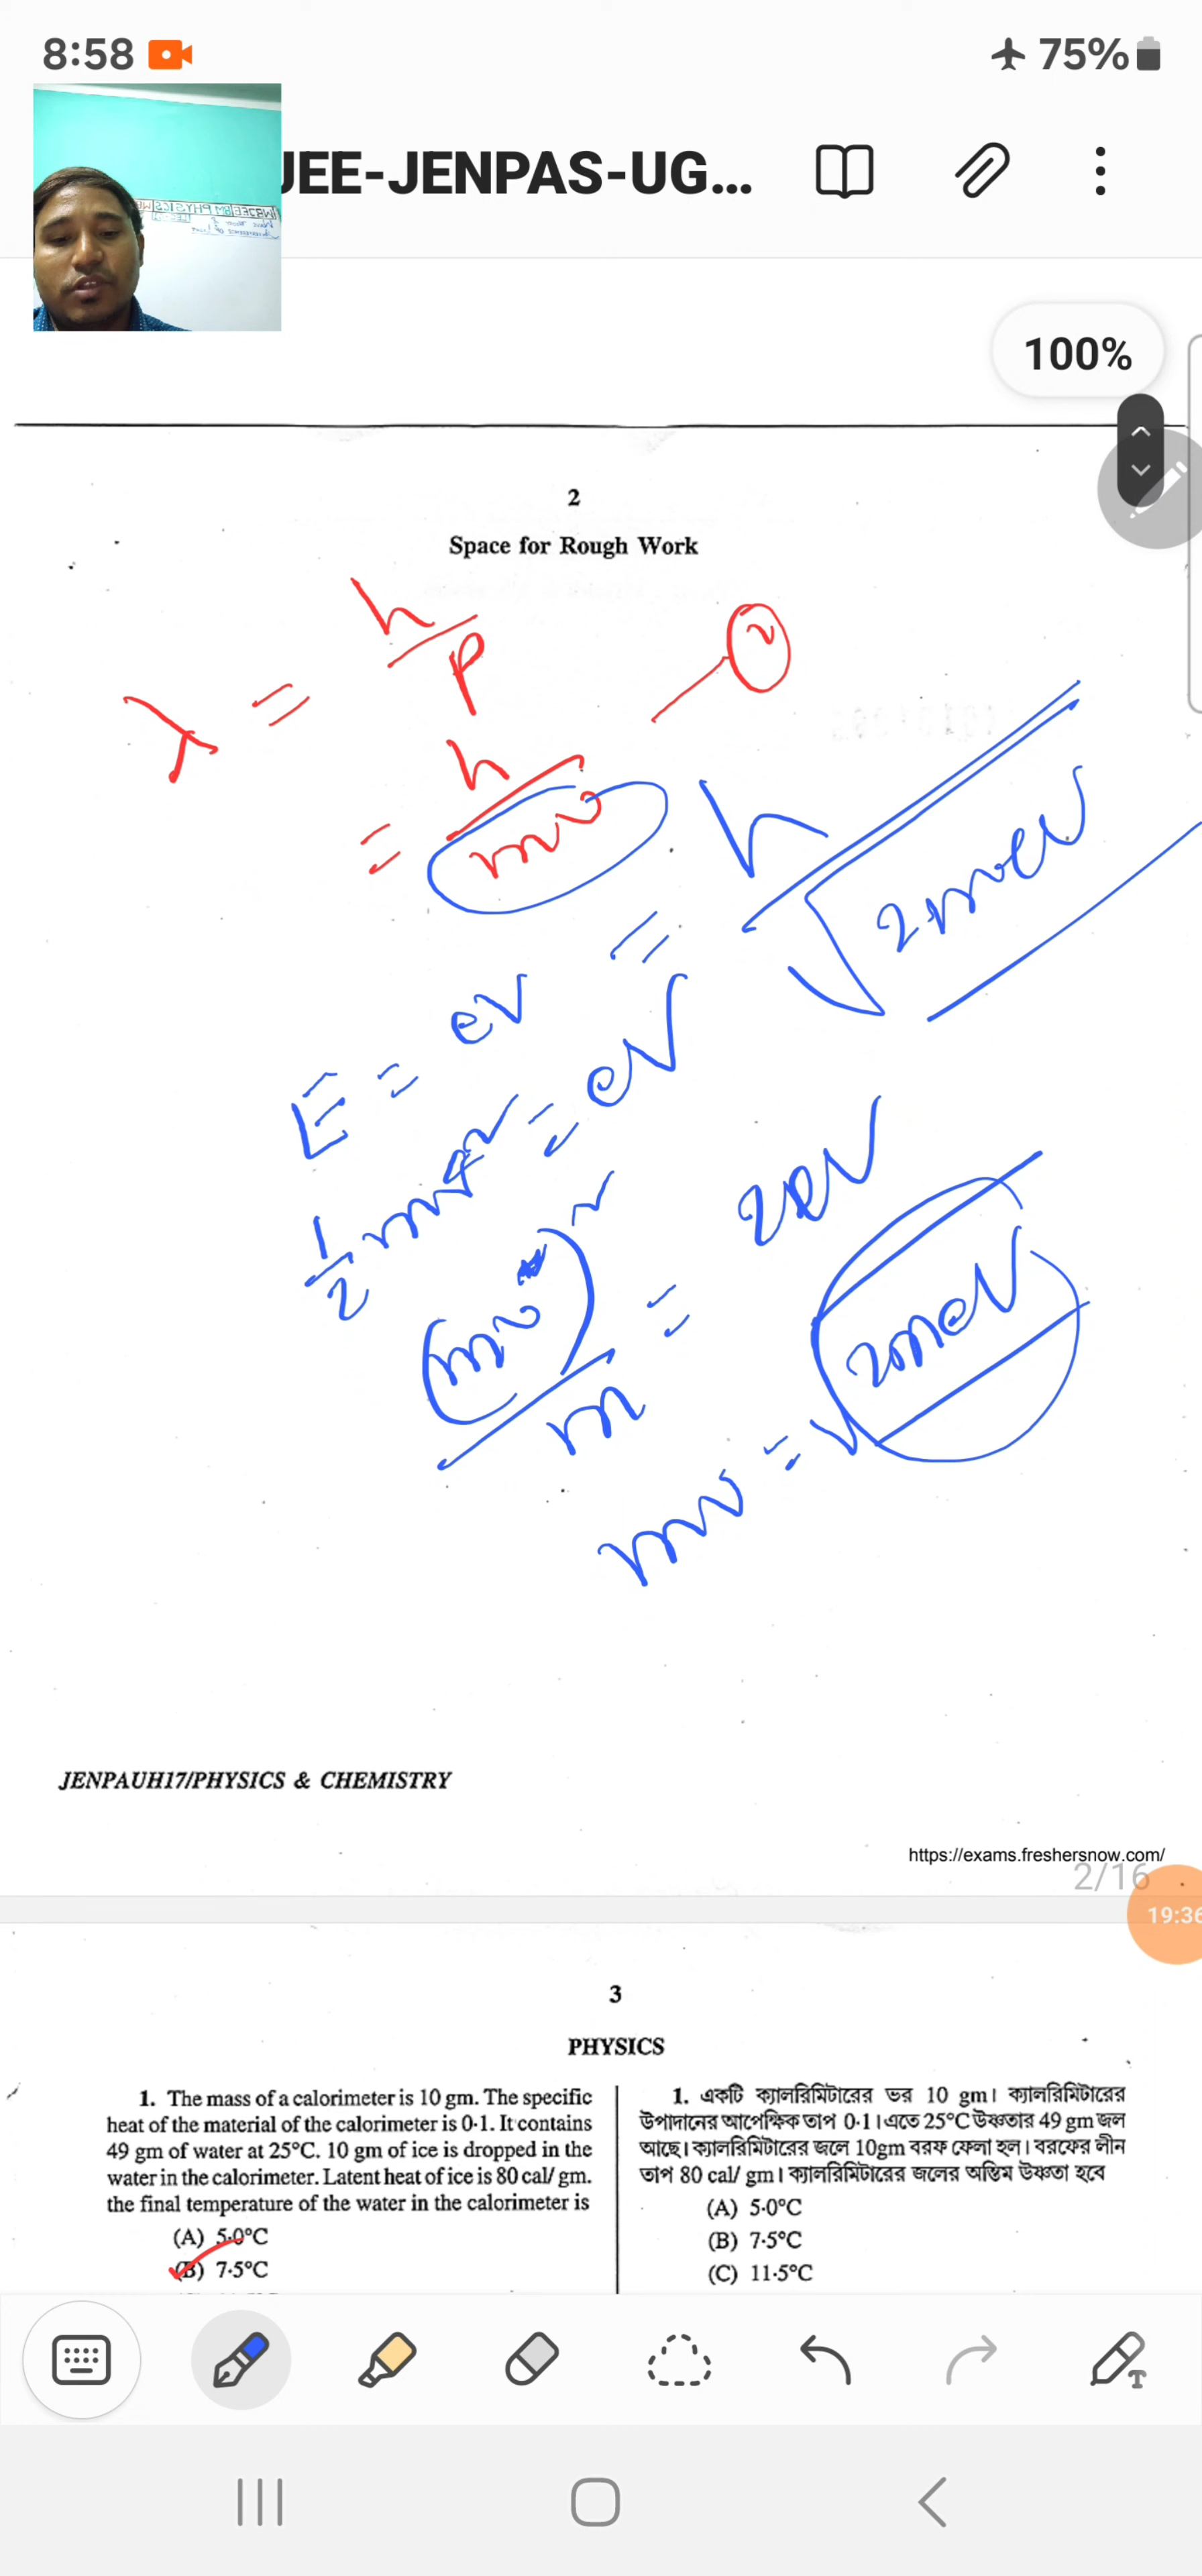 8:58
75%
JEE-JENPAS-UG...
100%
2
Space for Rough Work
λ = h/p
2
= h/mv
= h/√2meV
E = eV
1/2 mv² = eV
(mv)²/m = 2eV
mv = √2meV
JENPAUH17/PHYSICS & CHEMISTRY
https://exams.freshersnow.com/
2/16
19:36
3
PHYSICS
1. The mass of a calorimeter is 10 gm. The specific
heat of the material of the calorimeter is 0·1. It contains
49 gm of water at 25°C. 10 gm of ice is dropped in the
water in the calorimeter. Latent heat of ice is 80 cal/ gm.
the final temperature of the water in the calorimeter is
(A) 5·0°C
(B) 7·5°C
1. একটি ক্যালরিমিটারের ভর 10 gm। ক্যালরিমিটারের
উপাদানের আপেক্ষিক তাপ 0·1। এতে 25°C উষ্ণতার 49 gm জল
আছে। ক্যালরিমিটারের জলে 10gm বরফ ফেলা হল। বরফের লীন
তাপ 80 cal/ gm। ক্যালরিমিটারের জলের অন্তিম উষ্ণতা হবে
(A) 5·0°C
(B) 7·5°C
(C) 11·5°C